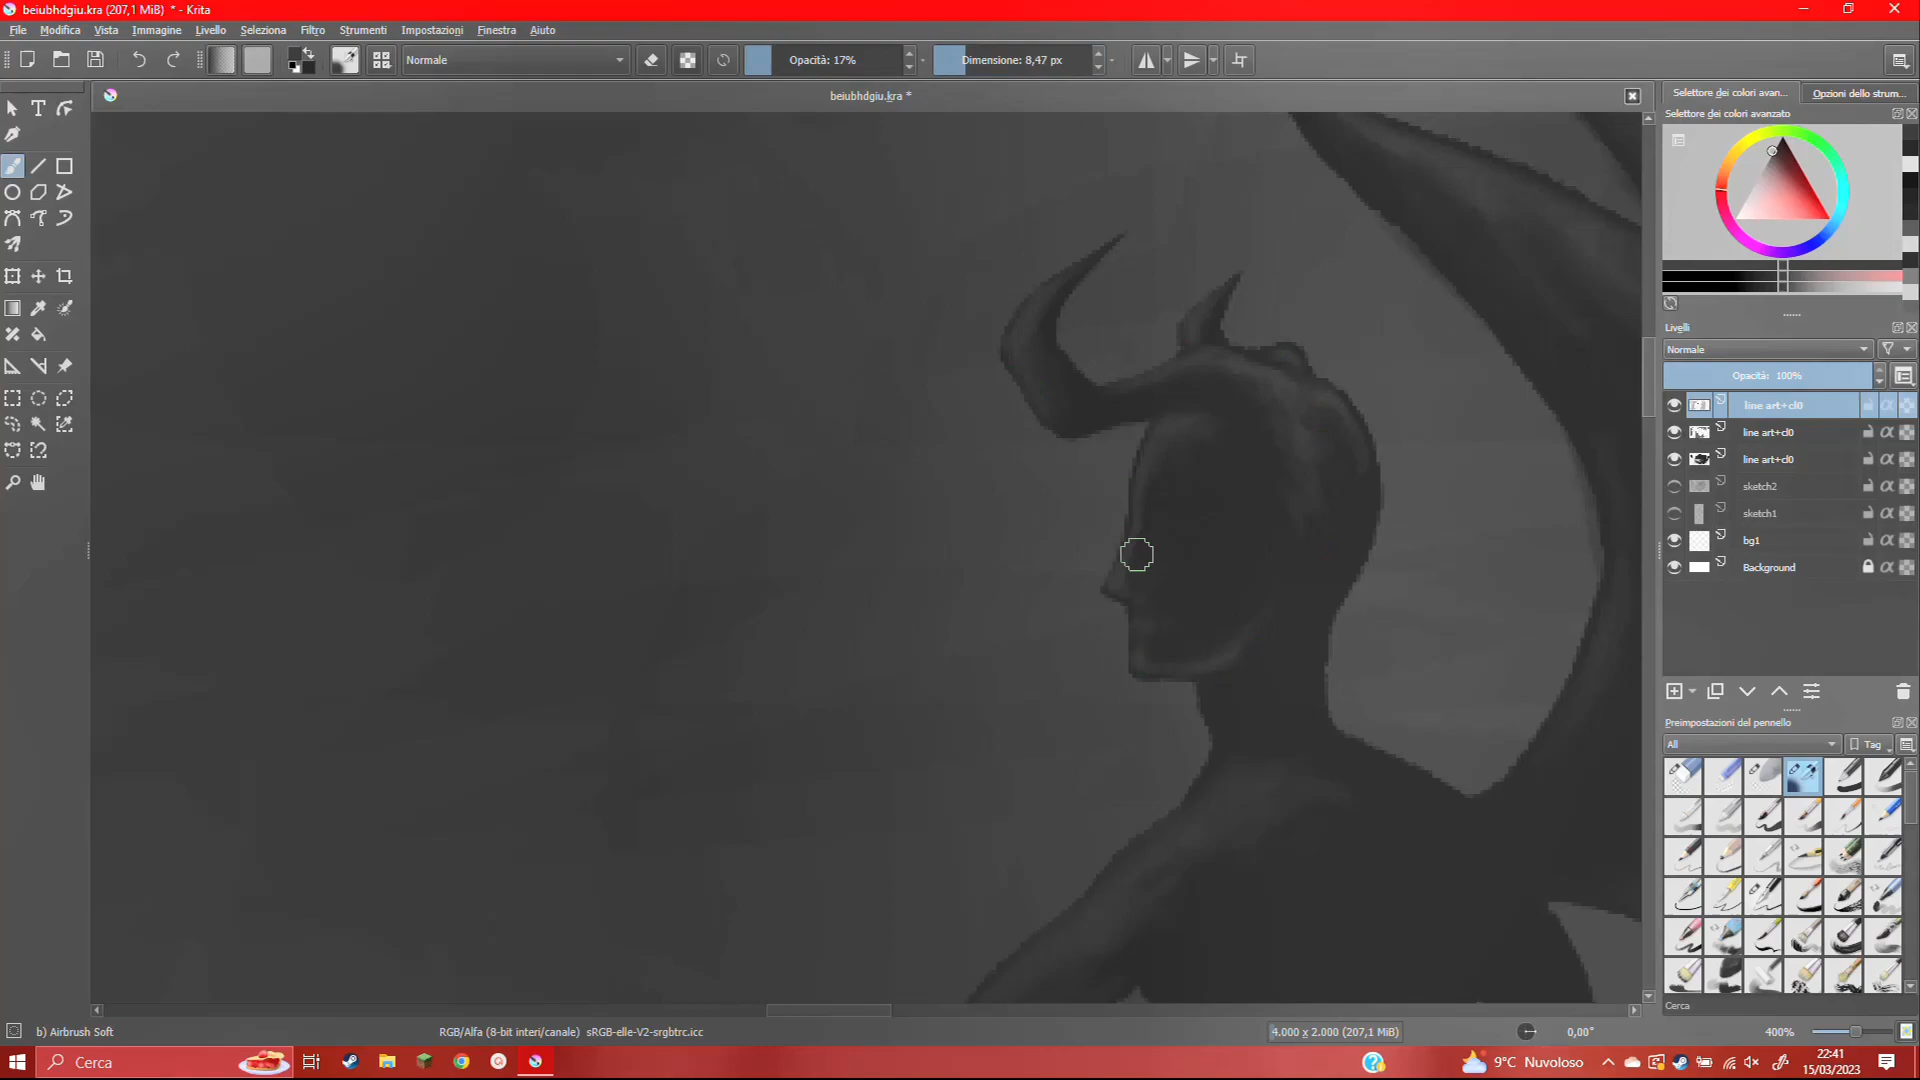 beiubhdgiu.kra (207,1 MiB) * - Krita
File Modifica Vista Immagine Livello Seleziona Filtro Strumenti Impostazioni Finestra Aiuto
Normale Opacità: 17% Dimensione: 8,47 px
beiubhdgiu.kra *
Selettore dei colori avan... Opzioni dello strum...
Selettore dei colori avanzato
Livelli
Normale
Opacità: 100%
line art+cl0
line art+cl0
line art+cl0
sketch2
sketch1
bg1
Background
Preimpostazioni del pennello
All Tag
Cerca
b) Airbrush Soft RGB/Alfa (8-bit interi/canale) sRGB-elle-V2-srgbtrc.icc 4.000 x 2.000 (207,1 MiB) 0,00° 400%
Cerca 9°C Nuvoloso 22:41
15/03/2023